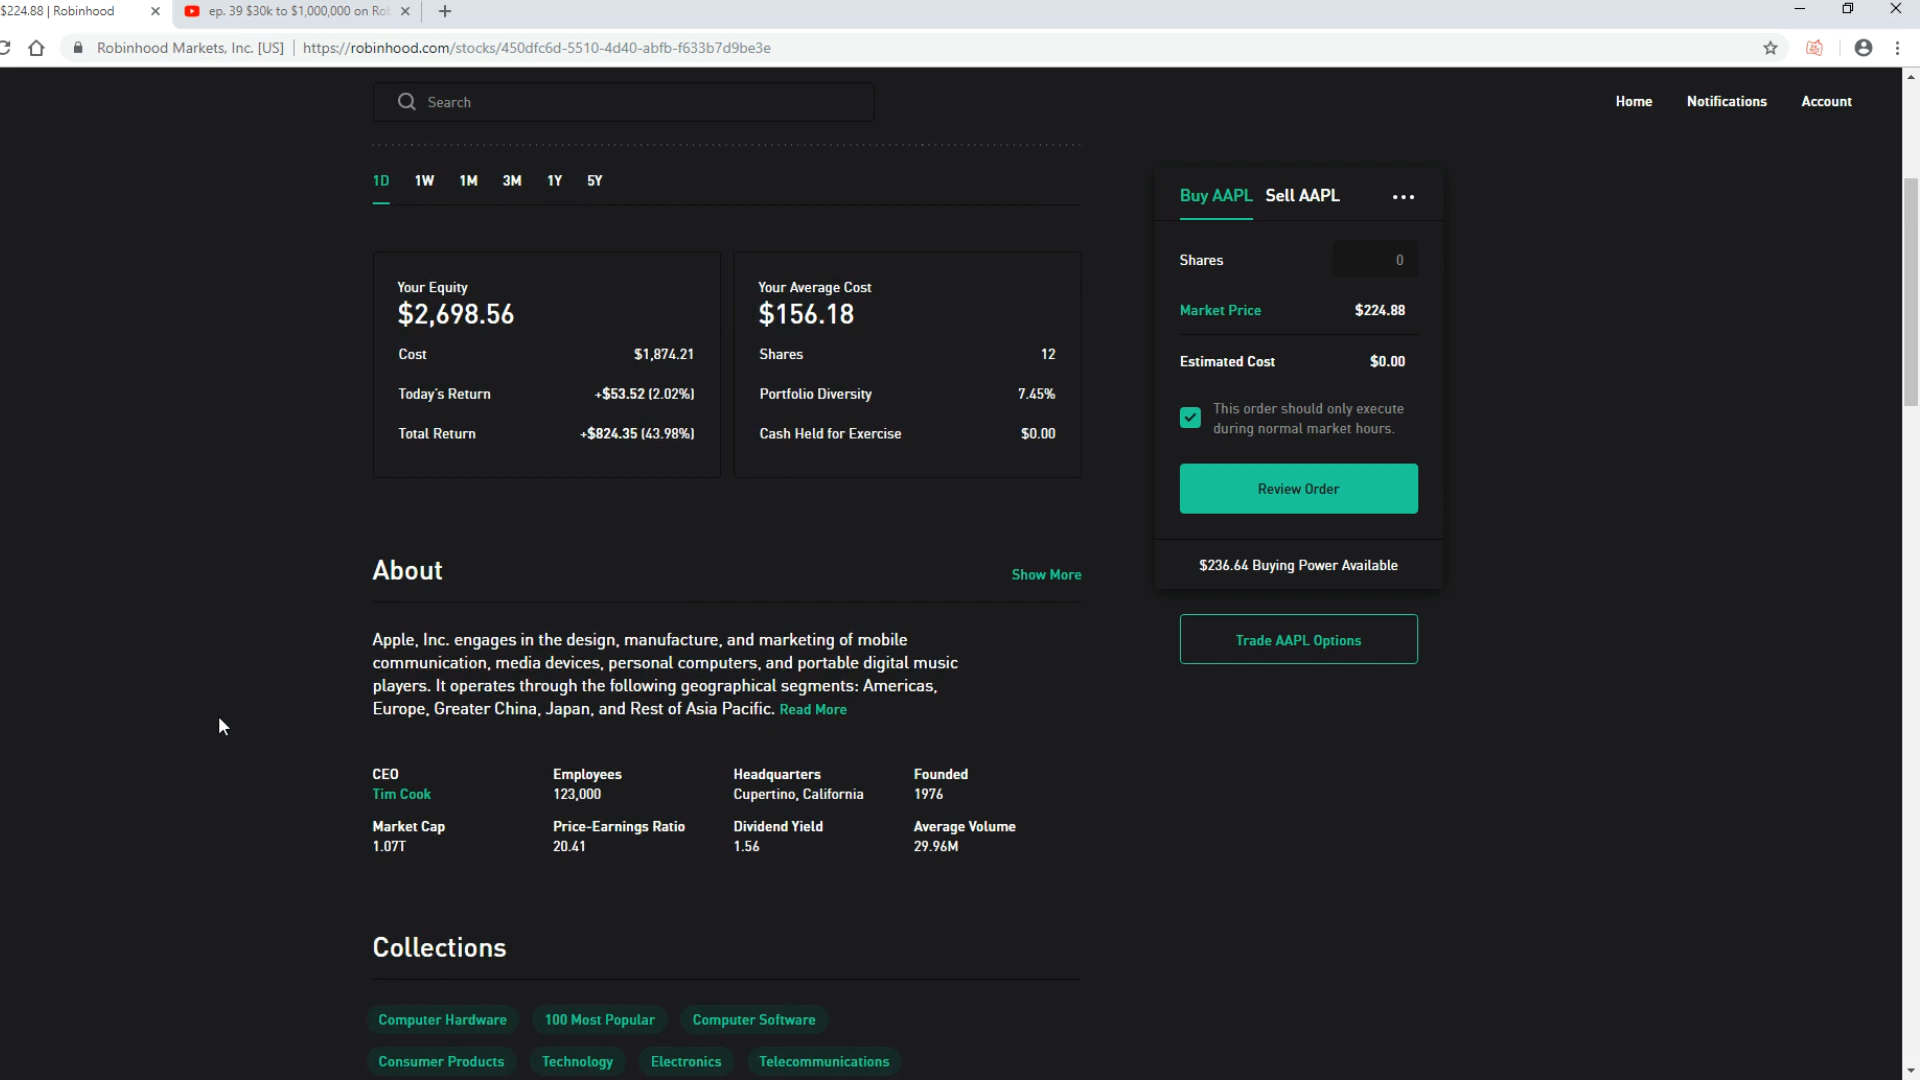 $224.88 | Robinhood
ep. 39 $30k to $1,000,000 on Ro
Robinhood Markets, Inc. [US] | https://robinhood.com/stocks/450dfc6d-5510-4d40-abfb-f633b7d9be3e
Search
Home Notifications Account
1D 1W 1M 3M 1Y 5Y
Your Equity
$2,698.56
Cost $1,874.21
Today's Return +$53.52 (2.02%)
Total Return +$824.35 (43.98%)
Your Average Cost
$156.18
Shares 12
Portfolio Diversity 7.45%
Cash Held for Exercise $0.00
Buy AAPL Sell AAPL
Shares 0
Market Price $224.88
Estimated Cost $0.00
This order should only execute
during normal market hours.
Review Order
$236.64 Buying Power Available
Trade AAPL Options
About Show More
Apple, Inc. engages in the design, manufacture, and marketing of mobile
communication, media devices, personal computers, and portable digital music
players. It operates through the following geographical segments: Americas,
Europe, Greater China, Japan, and Rest of Asia Pacific. Read More
CEO Employees Headquarters Founded
Tim Cook 123,000 Cupertino, California 1976
Market Cap Price-Earnings Ratio Dividend Yield Average Volume
1.07T 20.41 1.56 29.96M
Collections
Computer Hardware 100 Most Popular Computer Software
Consumer Products Technology Electronics Telecommunications